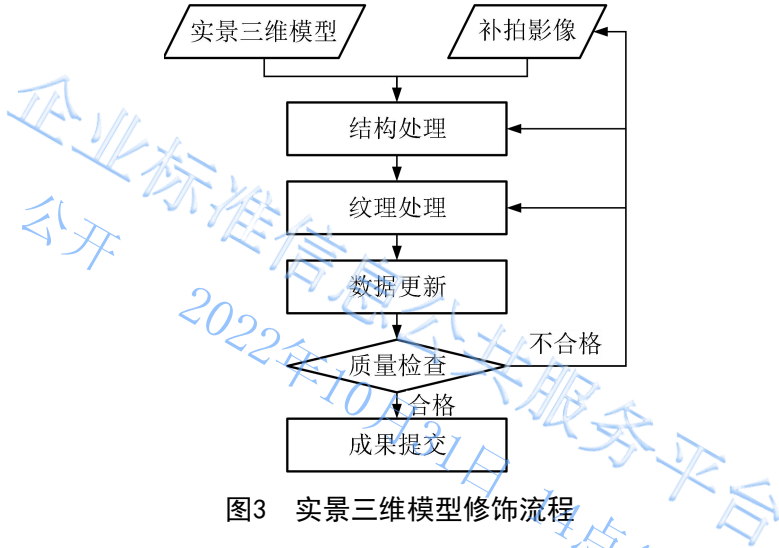 实景三维模型
补拍影像
结构处理
纹理处理
数据更新
质量检查
不合格
合格
成果提交
图3 实景三维模型修饰流程
企业标准信息公共服务平台
公开
2022年10月31日 14点